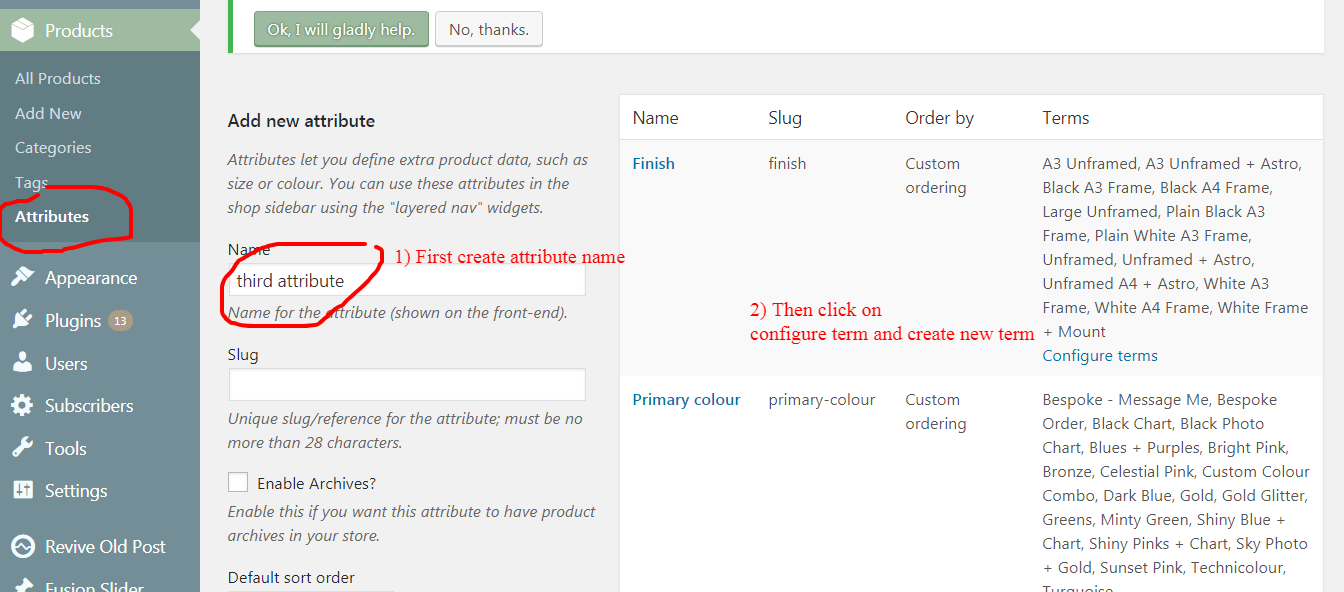 Products
All Products
Add New
Categories
Tags
Attributes
Appearance
Plugins 13
Users
Subscribers
Tools
Settings
Revive Old Post
Fusion Slider
Ok, I will gladly help.
No, thanks.
Add new attribute
Attributes let you define extra product data, such as
size or colour. You can use these attributes in the
shop sidebar using the "layered nav" widgets.
Name
third attribute
Name for the attribute (shown on the front-end).
1) First create attribute name
Slug
Unique slug/reference for the attribute; must be no
more than 28 characters.
Enable Archives?
Enable this if you want this attribute to have product
archives in your store.
Default sort order
Name Slug Order by Terms
Finish
finish
Custom
ordering
A3 Unframed, A3 Unframed + Astro,
Black A3 Frame, Black A4 Frame,
Large Unframed, Plain Black A3
Frame, Plain White A3 Frame,
Unframed, Unframed + Astro,
Unframed A4 + Astro, White A3
Frame, White A4 Frame, White Frame
+ Mount
Configure terms
2) Then click on
configure term and create new term
Primary colour
primary-colour
Custom
ordering
Bespoke - Message Me, Bespoke
Order, Black Chart, Black Photo
Chart, Blues + Purples, Bright Pink,
Bronze, Celestial Pink, Custom Colour
Combo, Dark Blue, Gold, Gold Glitter,
Greens, Minty Green, Shiny Blue +
Chart, Shiny Pinks + Chart, Sky Photo
+ Gold, Sunset Pink, Technicolour,
Turquoise